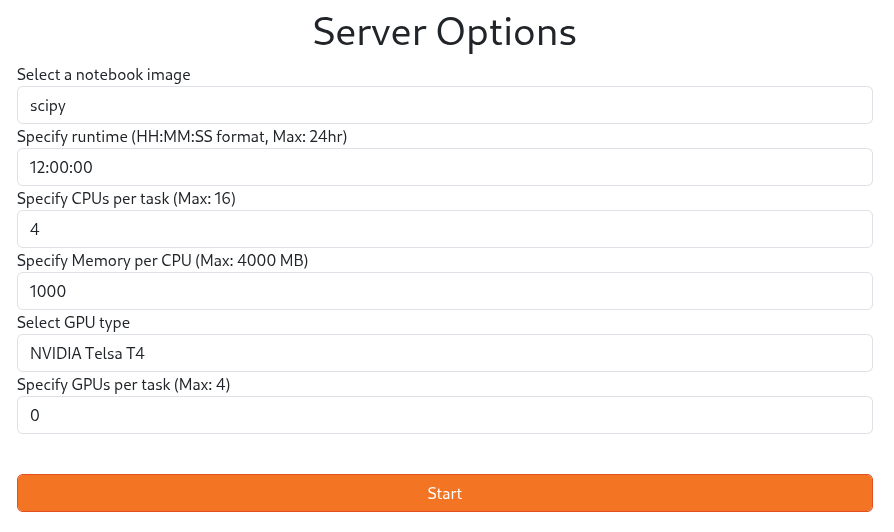 Server Options
Select a notebook image
scipy
Specify runtime (HH:MM:SS format, Max: 24hr)
12:00:00
Specify CPUs per task (Max: 16)
4
Specify Memory per CPU (Max: 4000 MB)
1000
Select GPU type
NVIDIA Telsa T4
Specify GPUs per task (Max: 4)
0
Start